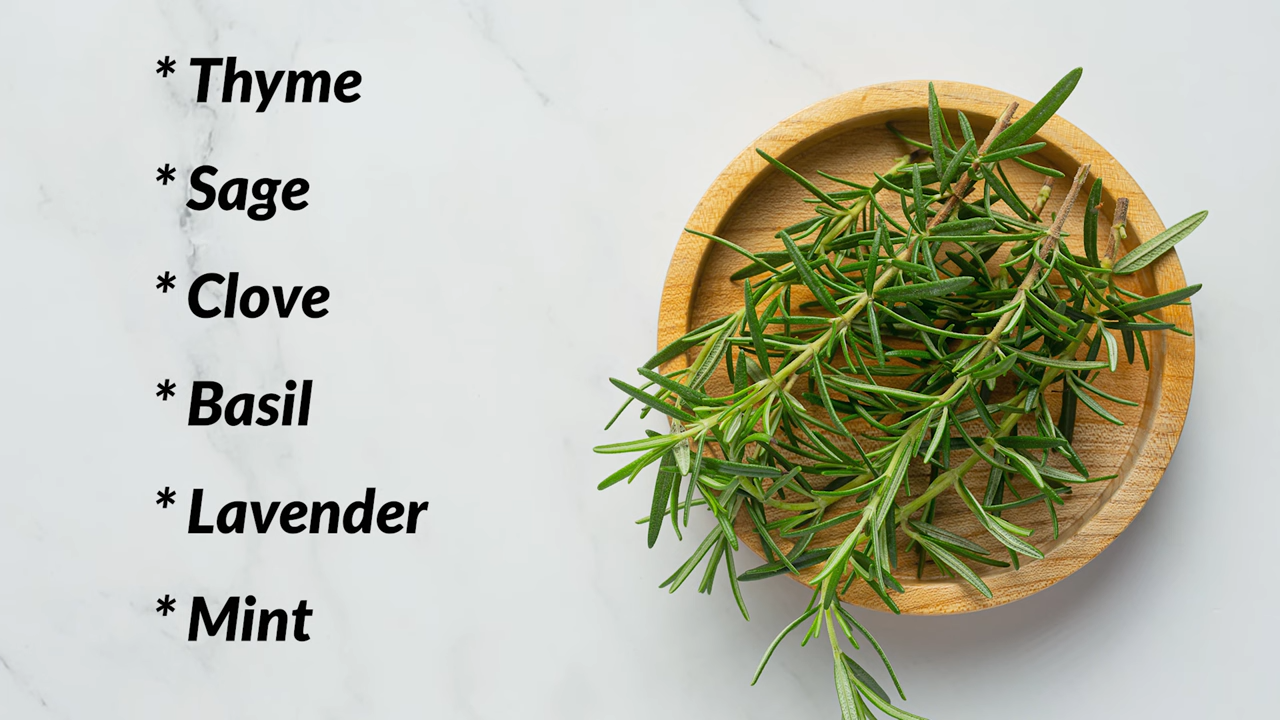 * Thyme
* Sage
* Clove
* Basil
* Lavender
* Mint